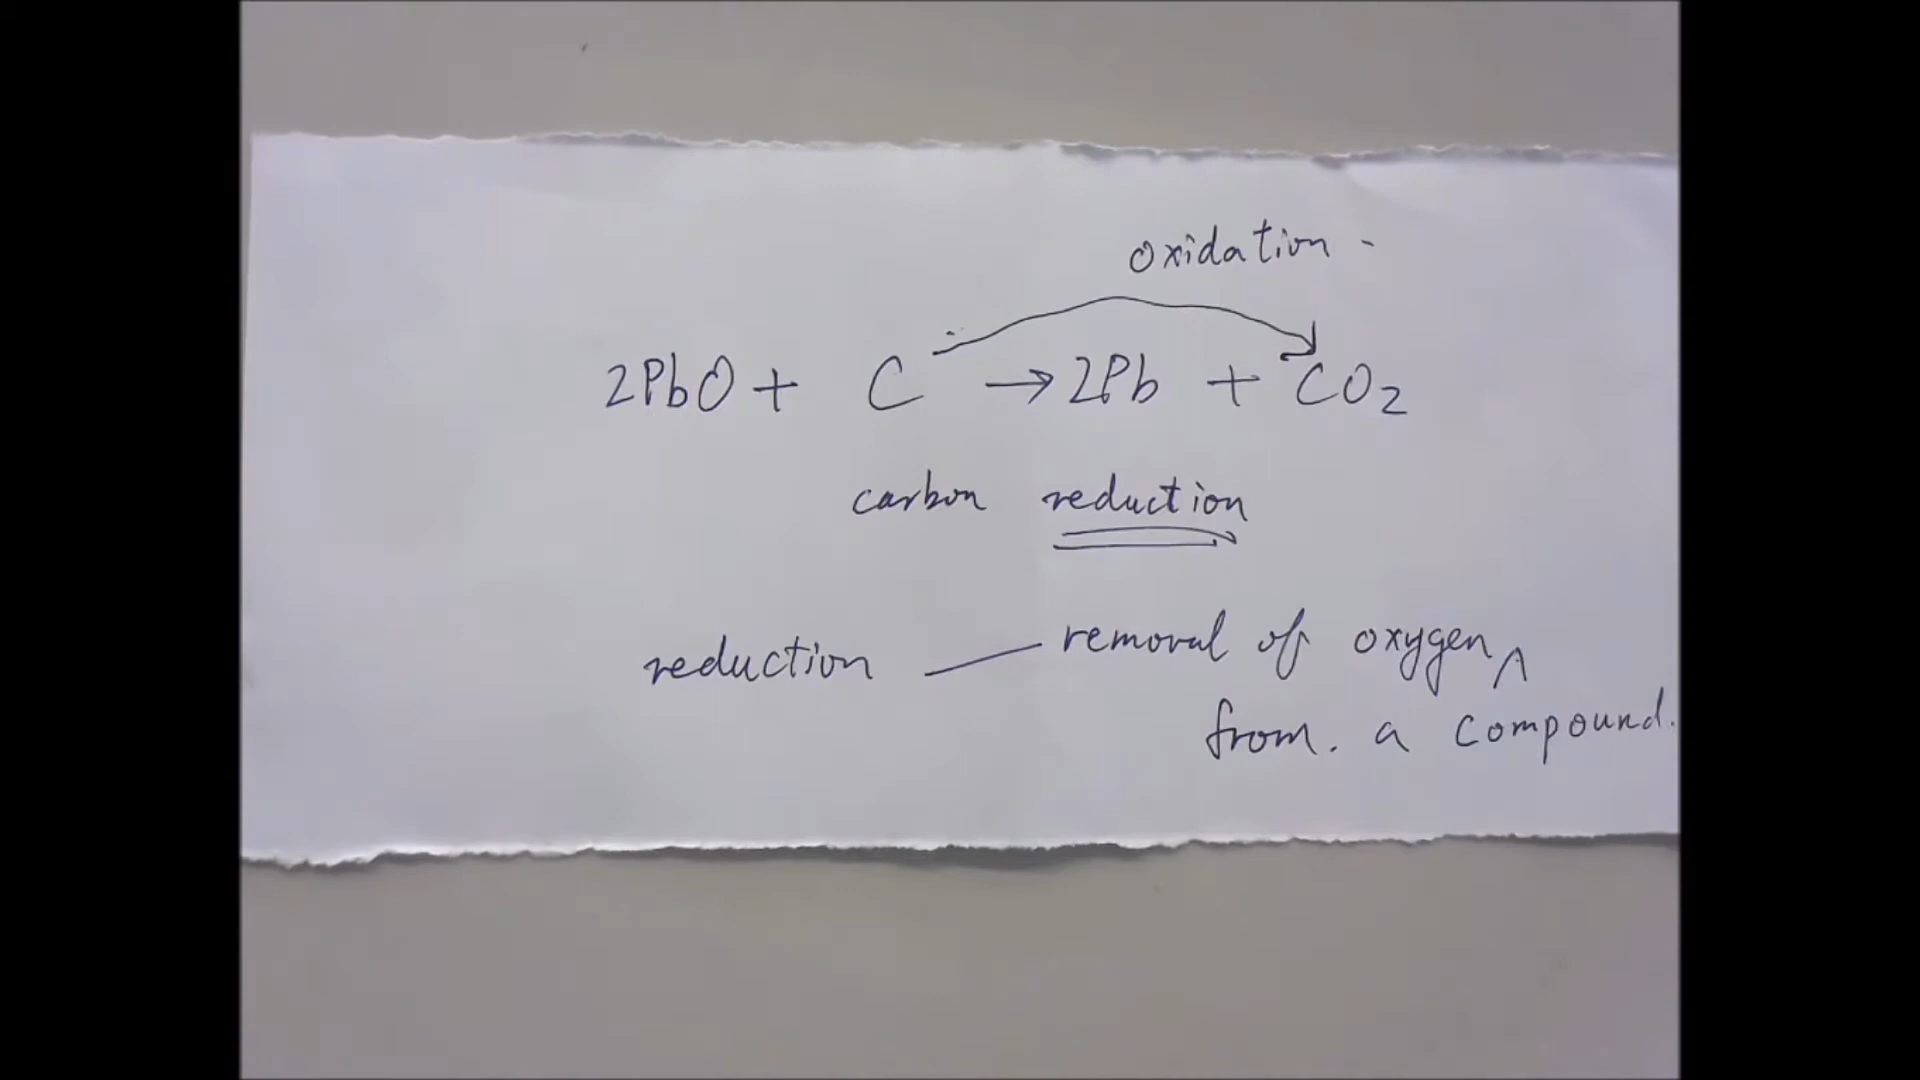 oxidation
2PbO + C → 2Pb + CO₂
carbon reduction
reduction — removal of oxygen ^
from. a compound.